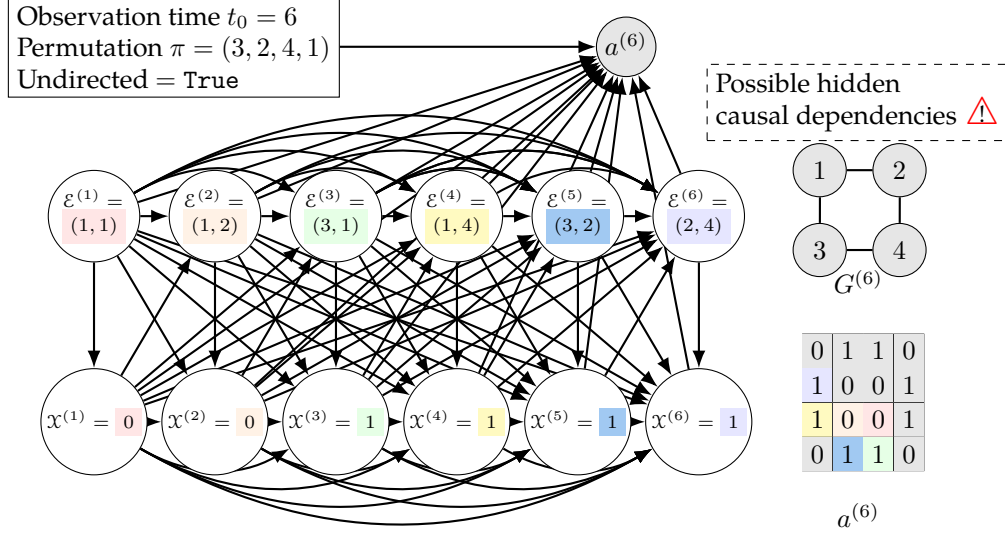 Observation time t₀ = 6
Permutation π = (3, 2, 4, 1)
Undirected = True
a⁽⁶⁾
Possible hidden
causal dependencies ⚠
ℰ⁽¹⁾ =
(1, 1)
ℰ⁽²⁾ =
(1, 2)
ℰ⁽³⁾ =
(3, 1)
ℰ⁽⁴⁾ =
(1, 4)
ℰ⁽⁵⁾ =
(3, 2)
ℰ⁽⁶⁾ =
(2, 4)
1 2
3 4
G⁽⁶⁾
𝒳⁽¹⁾ = 0
𝒳⁽²⁾ = 0
𝒳⁽³⁾ = 1
𝒳⁽⁴⁾ = 1
𝒳⁽⁵⁾ = 1
𝒳⁽⁶⁾ = 1
0 1 1 0
1 0 0 1
1 0 0 1
0 1 1 0
a⁽⁶⁾